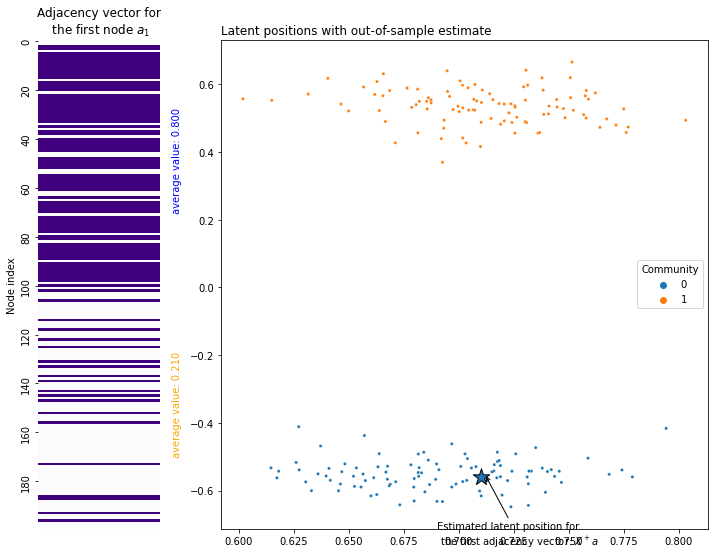 Adjacency vector for
the first node a₁
Latent positions with out-of-sample estimate
Node index
0
20
40
60
80
100
120
140
160
180
average value: 0.800
average value: 0.210
0.6
0.4
0.2
0.0
−0.2
−0.4
−0.6
Community
0
1
Estimated latent position for
the first adjacency vector: X̂⁺a
0.600 0.625 0.650 0.675 0.700 0.725 0.750 0.775 0.800